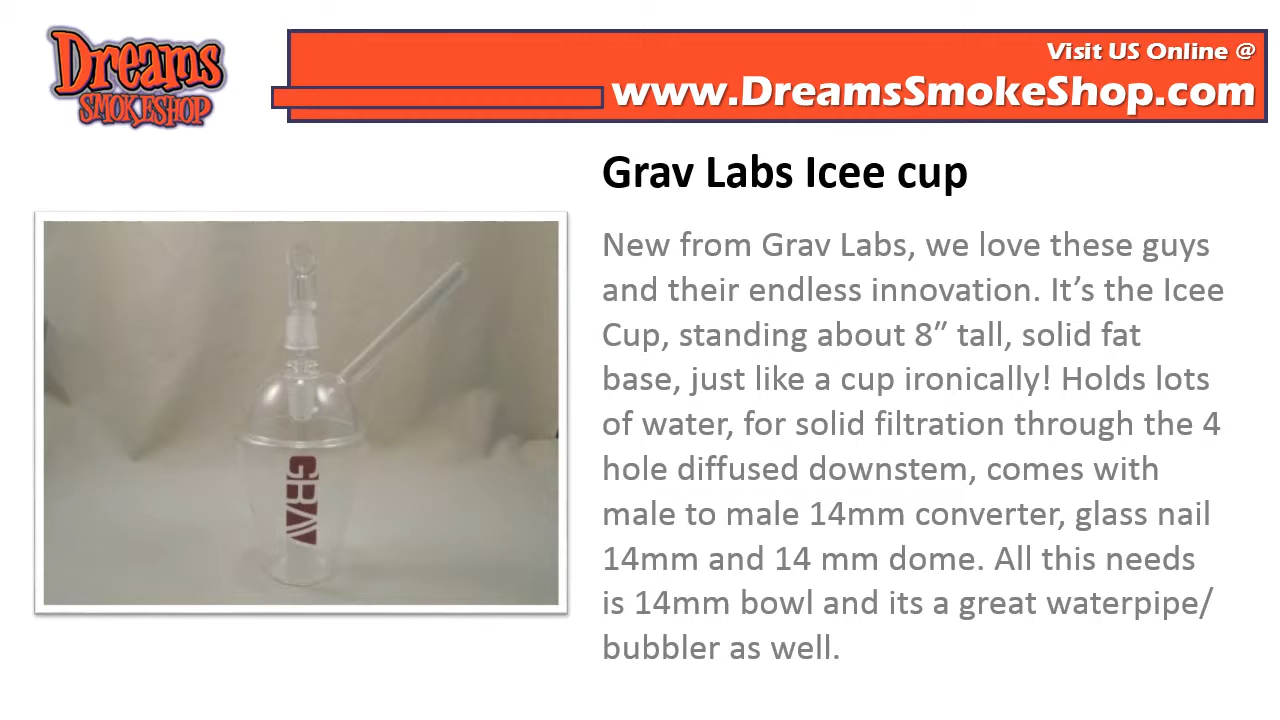 Dreams
SMOKESHOP
Visit US Online @
www.DreamsSmokeShop.com
Grav Labs Icee cup
New from Grav Labs, we love these guys
and their endless innovation. It’s the Icee
Cup, standing about 8” tall, solid fat
base, just like a cup ironically! Holds lots
of water, for solid filtration through the 4
hole diffused downstem, comes with
male to male 14mm converter, glass nail
14mm and 14 mm dome. All this needs
is 14mm bowl and its a great waterpipe/
bubbler as well.
GRAV